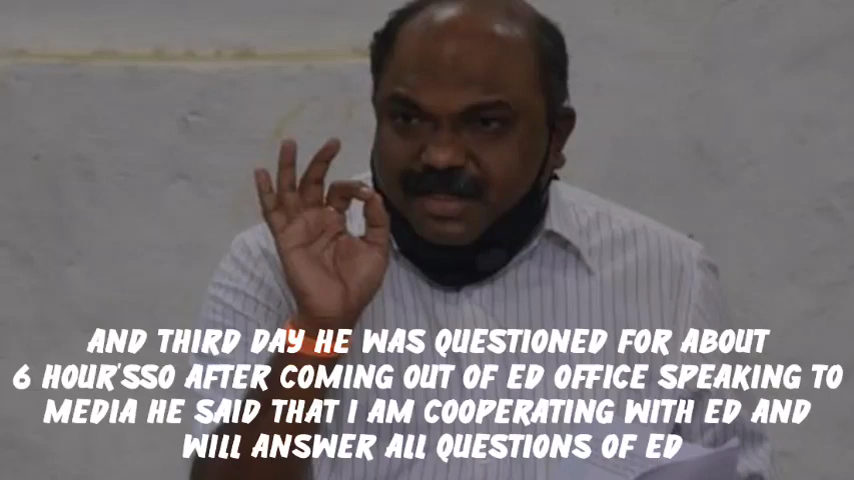 AND THIRD DAY HE WAS QUESTIONED FOR ABOUT
6 HOUR'SSO AFTER COMING OUT OF ED OFFICE SPEAKING TO
MEDIA HE SAID THAT I AM COOPERATING WITH ED AND
WILL ANSWER ALL QUESTIONS OF ED